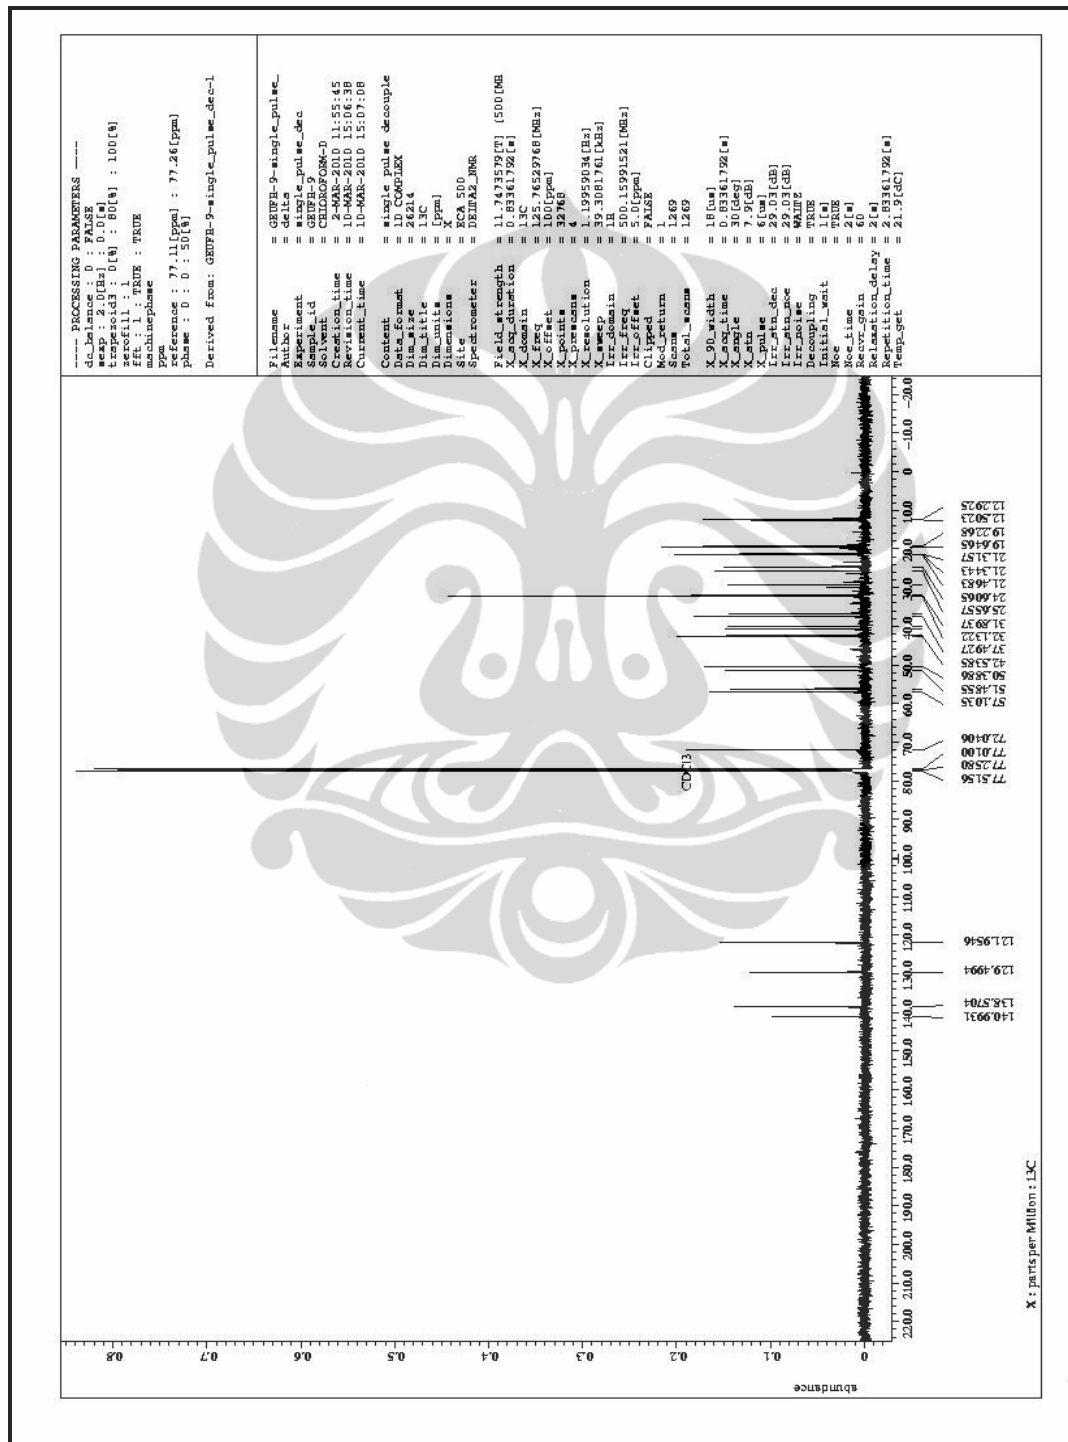 ---- PROCESSING PARAMETERS ----
dc_balance : 0 : FALSE
sexp : 2.0[Hz] : 0.0[s]
trapezoid3 : 0[%] : 80[%] : 100[%]
zerofill : 1
fft : 1 : TRUE : TRUE
machinephase
ppm
reference : 77.11[ppm] : 77.26[ppm]
phase : 0 : 0 : 50[%]
Derived from: GEUFH-9-single_pulse_dec-1
Filename = GEUFH-9-single_pulse_
Author = delta
Experiment = single_pulse_dec
Sample_id = GEUFH-9
Solvent = CHLOROFORM-D
Creation_time = 12-MAR-2010 11:55:45
Revision_time = 10-MAR-2010 15:06:38
Current_time = 10-MAR-2010 15:07:08
Content = single pulse decouple
Data_format = 1D COMPLEX
Dim_size = 26214
Dim_title = 13C
Dim_units = [ppm]
Dimensions = X
Site = ECA 500
Spectrometer = DELTA2_NMR
Field_strength = 11.7473579[T] (500[MH
X_acq_duration = 0.83361792[s]
X_domain = 13C
X_freq = 125.76529768[MHz]
X_offset = 100[ppm]
X_points = 32768
X_prescans = 4
X_resolution = 1.19959034[Hz]
X_sweep = 39.3081761[kHz]
Irr_domain = 1H
Irr_freq = 500.15991521[MHz]
Irr_offset = 5.0[ppm]
Clipped = FALSE
Mod_return = 1
Scans = 1269
Total_scans = 1269
X_90_width = 18[us]
X_acq_time = 0.83361792[s]
X_angle = 30[deg]
X_atn = 7.9[dB]
X_pulse = 6[us]
Irr_atn_dec = 29.03[dB]
Irr_atn_noe = 29.03[dB]
Irr_noise = WALTZ
Decoupling = TRUE
Initial_wait = 1[s]
Noe = TRUE
Noe_time = 2[s]
Recvr_gain = 60
Relaxation_delay = 2[s]
Repetition_time = 2.83361792[s]
Temp_get = 21.9[dC]
abundance
0 0.1 0.2 0.3 0.4 0.5 0.6 0.7 0.8
CDCl3
220.0 210.0 200.0 190.0 180.0 170.0 160.0 150.0 140.0 130.0 120.0 110.0 100.0 90.0 80.0 70.0 60.0 50.0 40.0 30.0 20.0 10.0 0 -10.0 -20.0
140.9931
138.5704
129.4994
121.9546
77.5156
77.2580
77.0100
72.0406
57.1035
51.4855
50.3886
42.5385
37.4927
32.1322
31.8937
25.6557
24.6065
21.4683
21.3443
21.3157
19.6465
19.2268
12.5023
12.2925
X : parts per Million : 13C